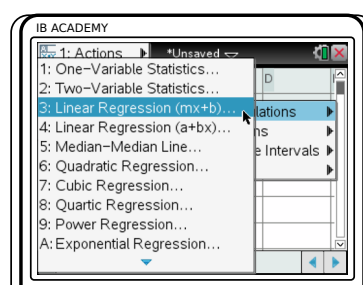 IB ACADEMY
1: Actions *Unsaved
1: One-Variable Statistics...
2: Two-Variable Statistics...
D
3: Linear Regression (mx+b)...
lations
4: Linear Regression (a+bx)...
ns
5: Median-Median Line...
e Intervals
6: Quadratic Regression...
7: Cubic Regression...
8: Quartic Regression...
9: Power Regression...
A: Exponential Regression...